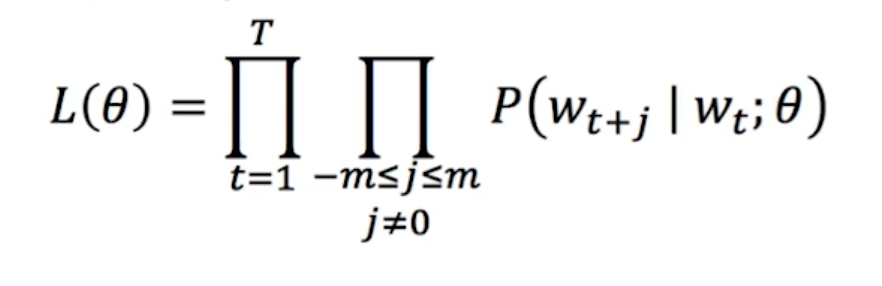 T
L(θ) = ∏ ∏ P(w_{t+j} | w_t; θ)
t=1 −m≤j≤m
j≠0